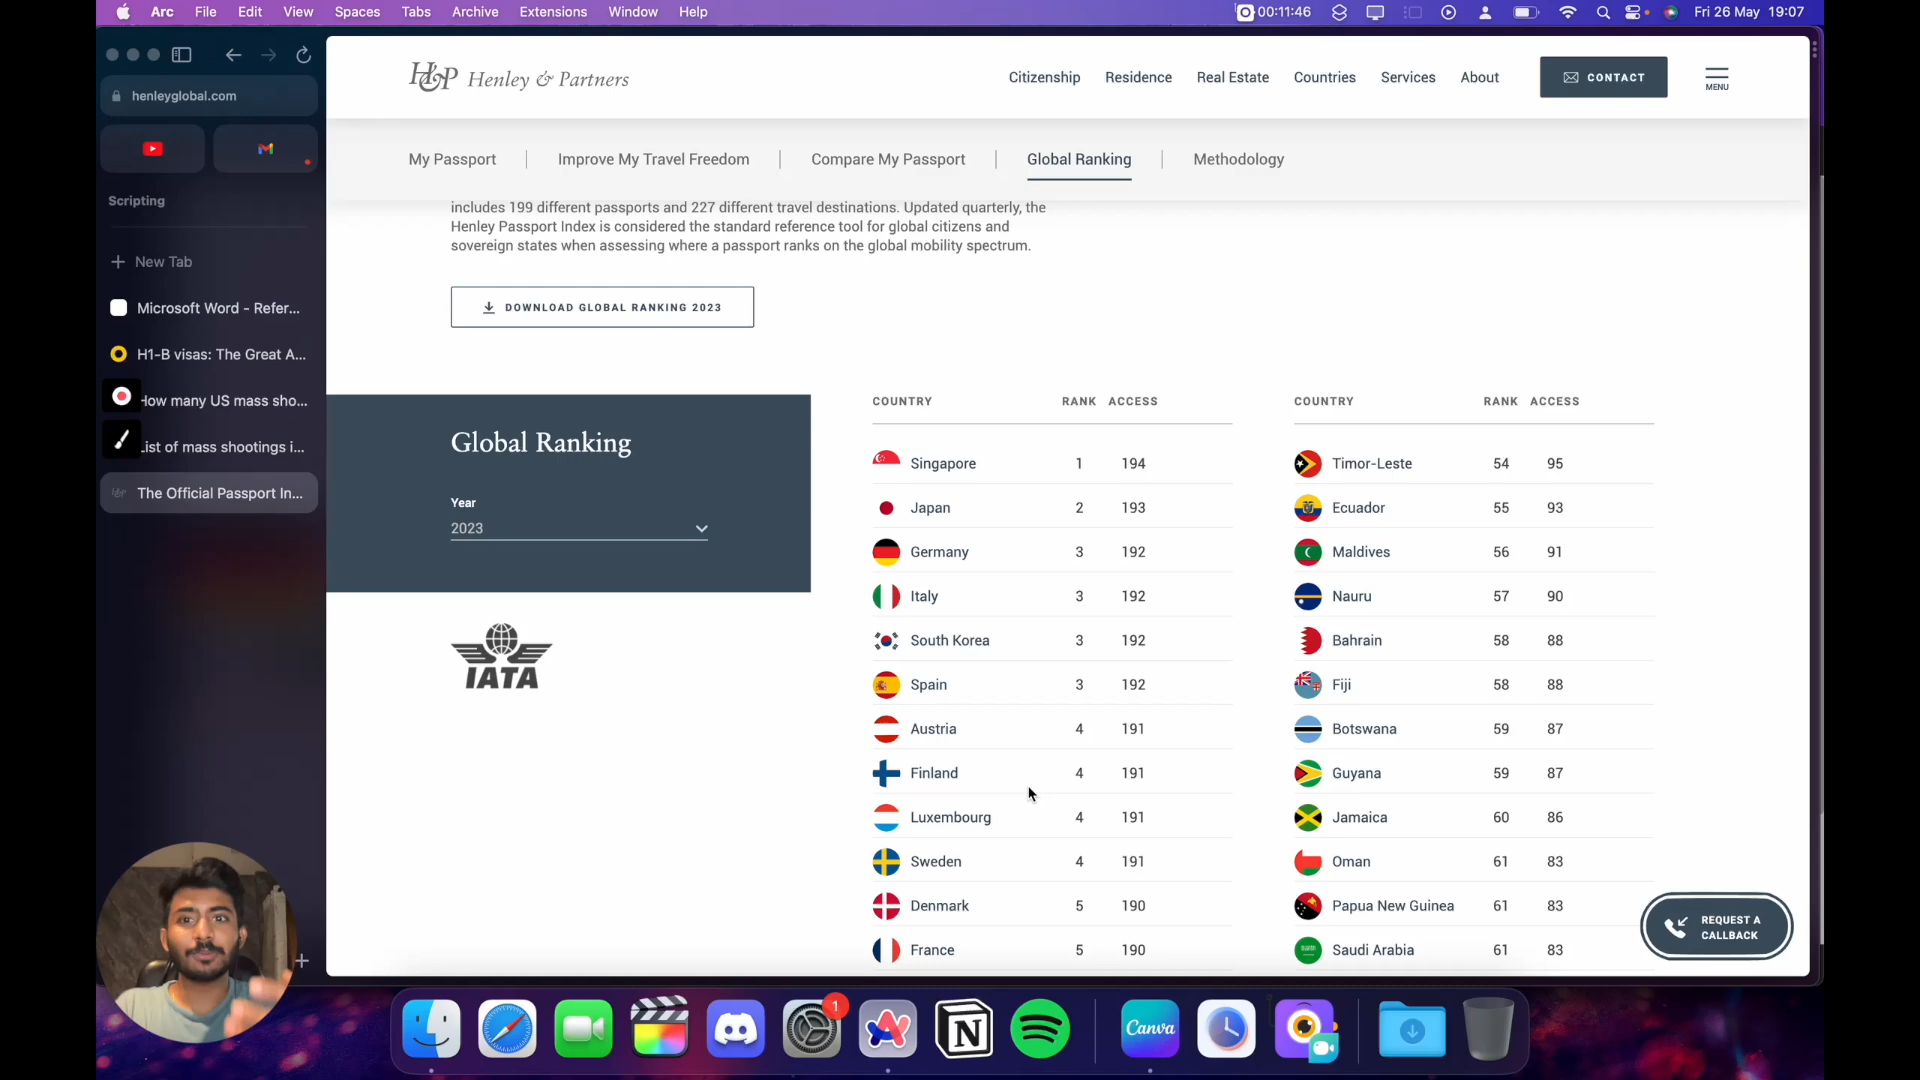 Arc File Edit View Spaces Tabs Archive Extensions Window Help 00:11:46 Fri 26 May 19:07
henleyglobal.com
Scripting
New Tab
Microsoft Word - Refer...
H1-B visas: The Great A...
How many US mass sho...
List of mass shootings i...
The Official Passport In...
H&P Henley & Partners
Citizenship Residence Real Estate Countries Services About CONTACT MENU
My Passport Improve My Travel Freedom Compare My Passport Global Ranking Methodology
includes 199 different passports and 227 different travel destinations. Updated quarterly, the
Henley Passport Index is considered the standard reference tool for global citizens and
sovereign states when assessing where a passport ranks on the global mobility spectrum.
DOWNLOAD GLOBAL RANKING 2023
Global Ranking
Year
2023
IATA
COUNTRY RANK ACCESS
Singapore 1 194
Japan 2 193
Germany 3 192
Italy 3 192
South Korea 3 192
Spain 3 192
Austria 4 191
Finland 4 191
Luxembourg 4 191
Sweden 4 191
Denmark 5 190
France 5 190
COUNTRY RANK ACCESS
Timor-Leste 54 95
Ecuador 55 93
Maldives 56 91
Nauru 57 90
Bahrain 58 88
Fiji 58 88
Botswana 59 87
Guyana 59 87
Jamaica 60 86
Oman 61 83
Papua New Guinea 61 83
Saudi Arabia 61 83
REQUEST A
CALLBACK
1
Canva